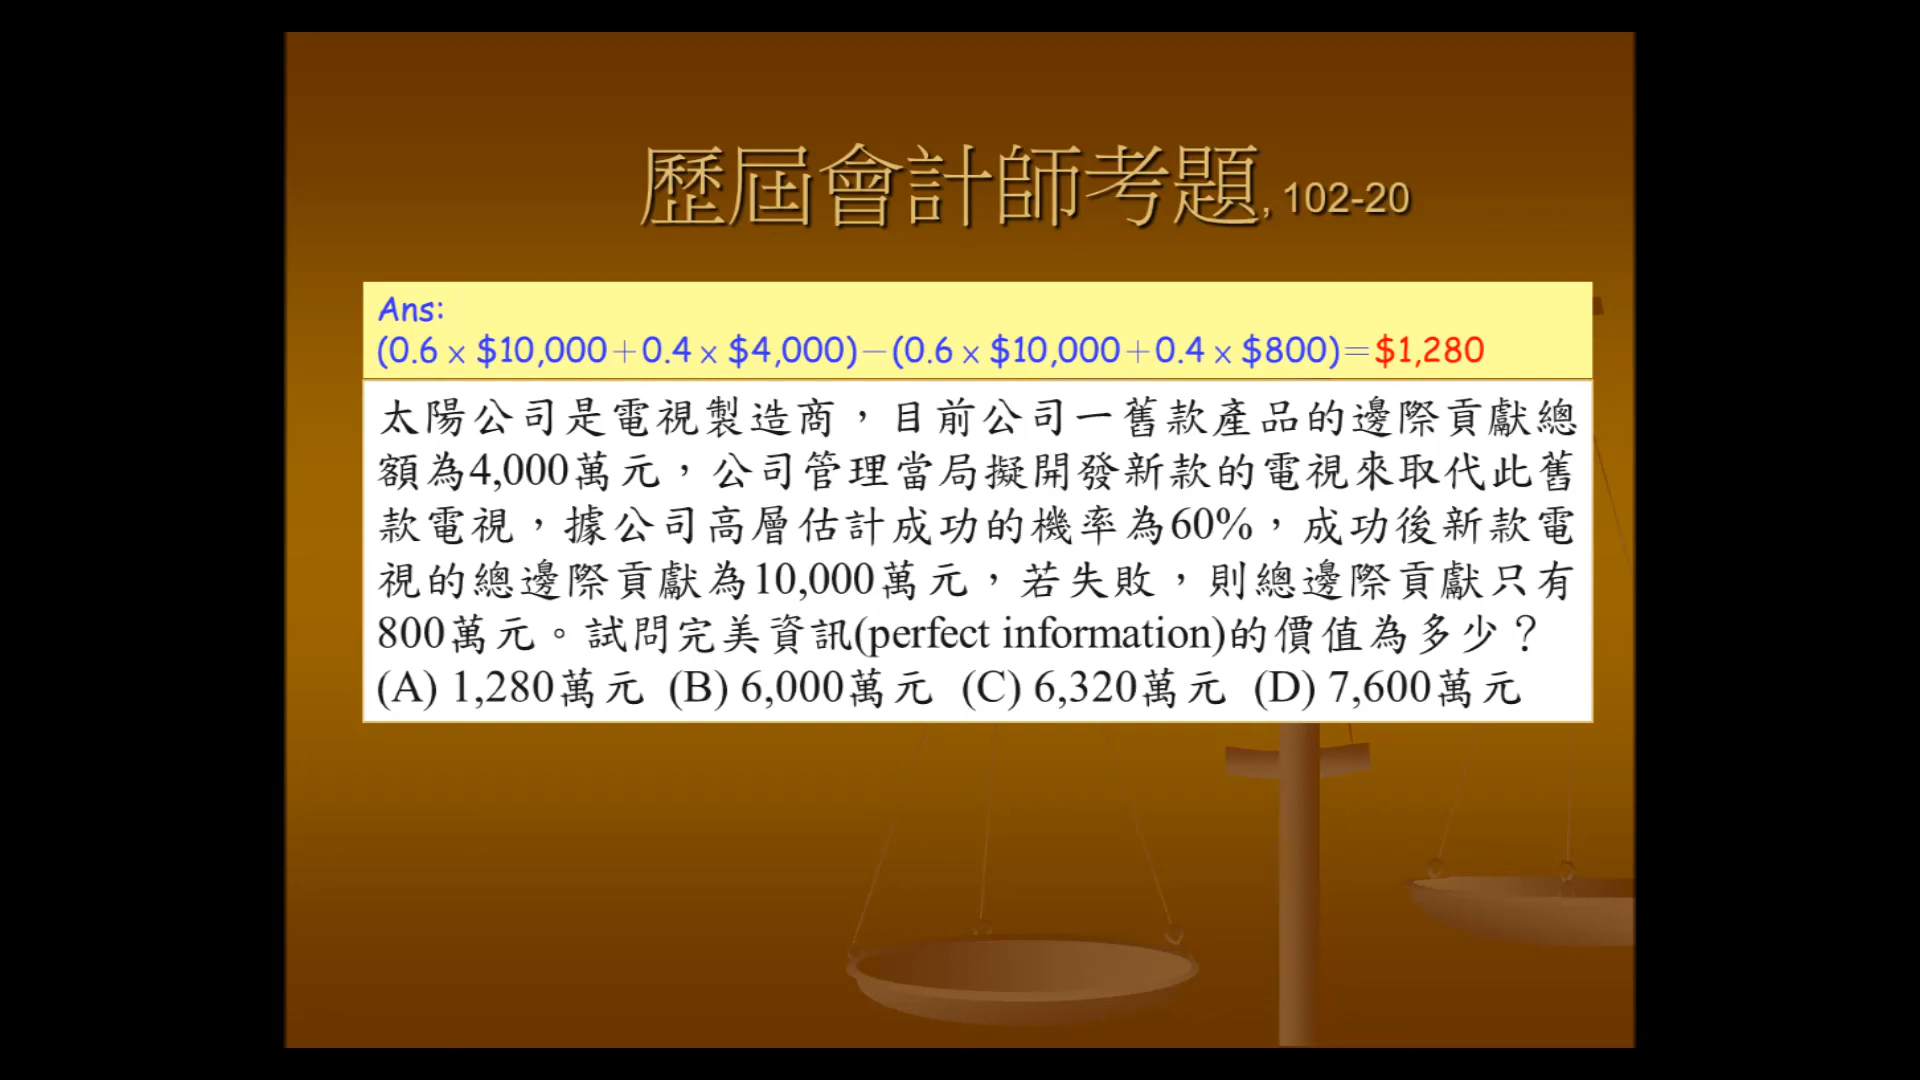 歷屆會計師考題, 102-20
Ans:
(0.6 × $10,000＋0.4 × $4,000)－(0.6 × $10,000＋0.4 × $800)＝$1,280
太陽公司是電視製造商，目前公司一舊款產品的邊際貢獻總
額為4,000萬元，公司管理當局擬開發新款的電視來取代此舊
款電視，據公司高層估計成功的機率為60%，成功後新款電
視的總邊際貢獻為10,000萬元，若失敗，則總邊際貢獻只有
800萬元。試問完美資訊(perfect information)的價值為多少？
(A) 1,280萬元 (B) 6,000萬元 (C) 6,320萬元 (D) 7,600萬元